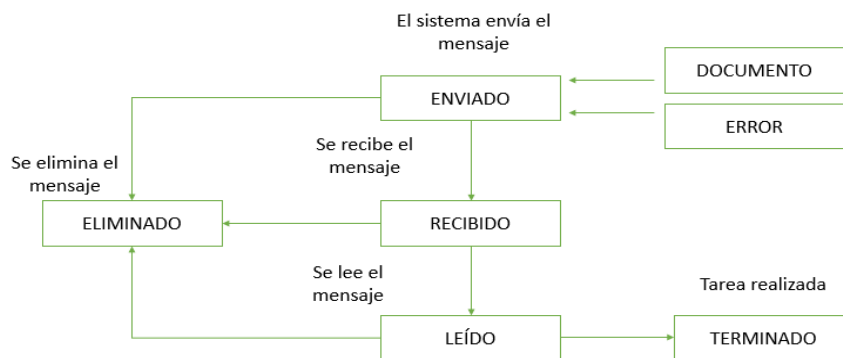 El sistema envía el
mensaje
DOCUMENTO
ENVIADO
ERROR
Se recibe el
mensaje
Se elimina el
mensaje
ELIMINADO
RECIBIDO
Se lee el
mensaje
Tarea realizada
LEÍDO
TERMINADO